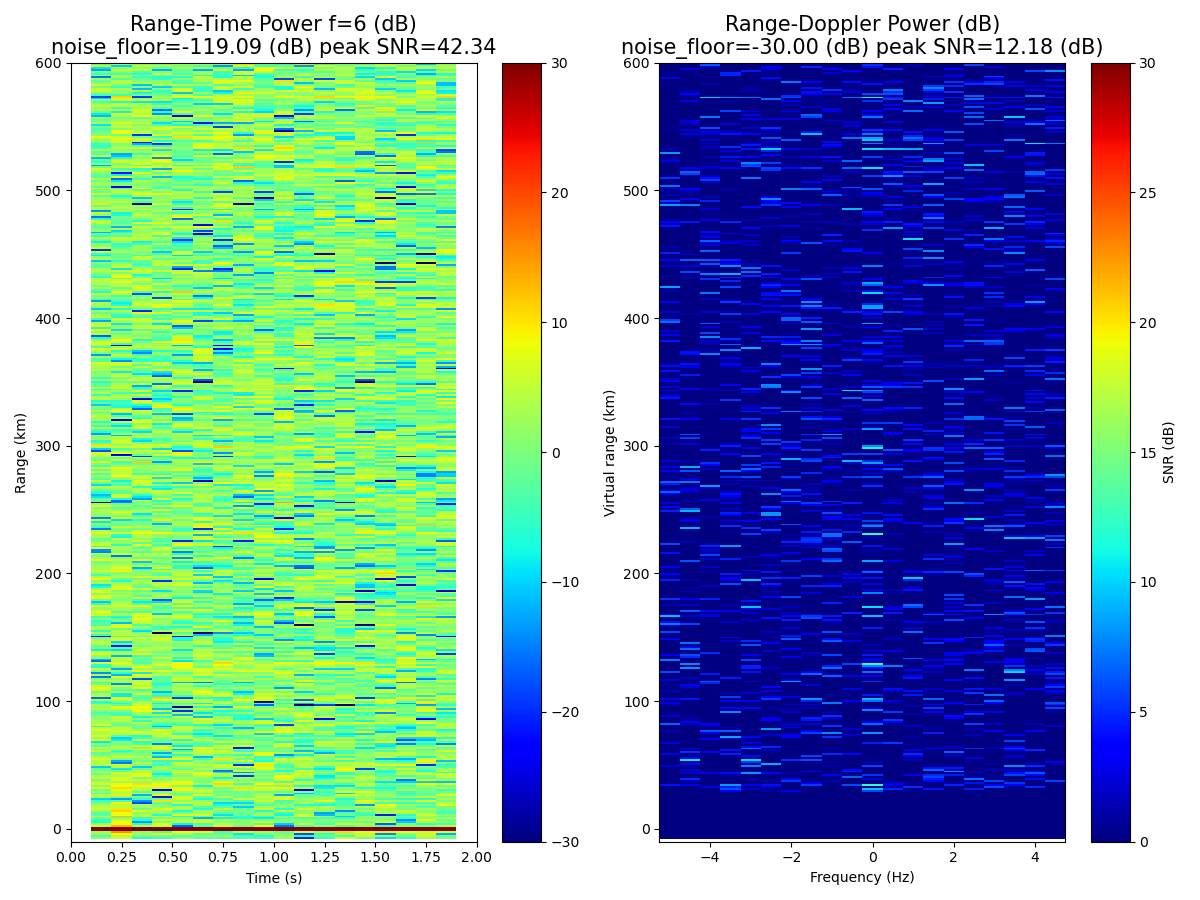 Range-Time Power f=6 (dB)
noise_floor=-119.09 (dB) peak SNR=42.34
600
500
400
300
200
100
0
Range (km)
0.00 0.25 0.50 0.75 1.00 1.25 1.50 1.75 2.00
Time (s)
30
20
10
0
−10
−20
−30
Range-Doppler Power (dB)
noise_floor=-30.00 (dB) peak SNR=12.18 (dB)
600
500
400
300
200
100
0
Virtual range (km)
−4 −2 0 2 4
Frequency (Hz)
30
25
20
15
10
5
0
SNR (dB)